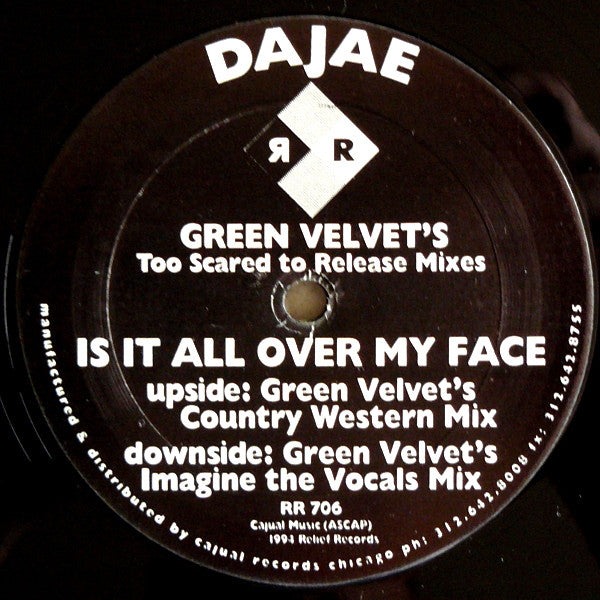 DAJAE
Я R
GREEN VELVET'S
Too Scared to Release Mixes
IS IT ALL OVER MY FACE
upside: Green Velvet's
Country Western Mix
downside: Green Velvet's
Imagine the Vocals Mix
RR 706
Cajual Music (ASCAP)
1994 Relief Records
manufactured & distributed by cajual records chicago ph: 312.642.8008 fx: 312.642.8755